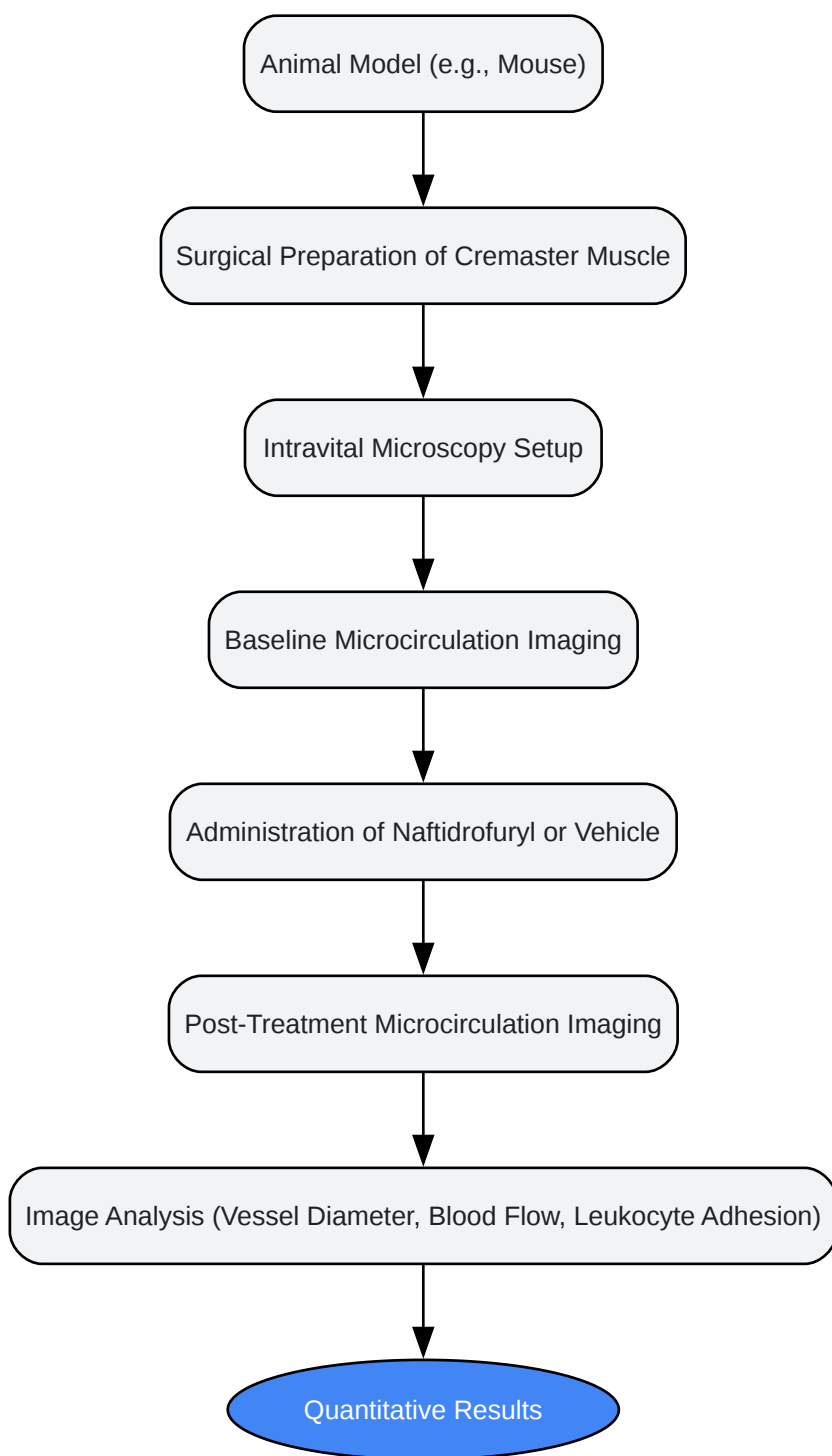 Animal Model (e.g., Mouse)
Surgical Preparation of Cremaster Muscle
Intravital Microscopy Setup
Baseline Microcirculation Imaging
Administration of Naftidrofuryl or Vehicle
Post-Treatment Microcirculation Imaging
Image Analysis (Vessel Diameter, Blood Flow, Leukocyte Adhesion)
Quantitative Results